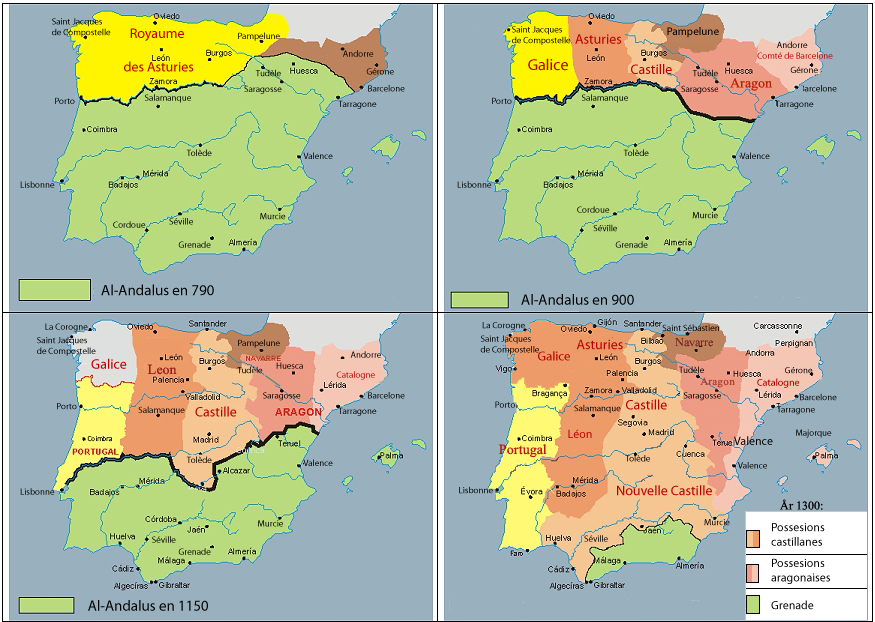 Saint Jacques
de Compostelle
Oviedo
Royaume
des Asturies
Pampelune
León
Burgos
Andorre
Zamora
Tudèle
Huesca
Gérone
Porto
Salamanque
Saragosse
Barcelone
Tarragone
Coimbra
Tolède
Valence
Lisbonne
Badajos
Mérida
Cordoue
Séville
Murcie
Grenade
Almería
Al-Andalus en 790
Saint Jacques
de Compostelle
Oviedo
Asturies
Pampelune
Galice
León
Burgos
Castille
Andorre
Comté de Barcelone
Zamora
Tudèle
Huesca
Gérone
Aragon
Porto
Salamanque
Saragosse
Barcelone
Tarragone
Coimbra
Tolède
Valence
Lisbonne
Badajos
Mérida
Cordoue
Séville
Murcie
Grenade
Almería
Al-Andalus en 900
La Corogne
Oviedo
Santander
Saint Jacques
de Compostelle
Pampelune
NAVARRE
Galice
León
Leon
Burgos
Andorre
Palencia
Tudèle
Huesca
Catalogne
Lérida
Valladolid
Saragosse
Barcelone
Porto
Salamanque
Castille
ARAGON
Tarragone
Coimbra
Madrid
Teruel
PORTUGAL
Tolède
Alcazar
Valence
Palma
Lisbonne
Badajos
Mérida
Córdoba
Jaén
Murcie
Huelva
Séville
Grenade
Almería
Málaga
Cádiz
Algeciras
Gibraltar
Al-Andalus en 1150
La Corogne
Oviedo
Gijón
Santander
Saint Sébastien
Carcassonne
Saint Jacques
de Compostelle
Asturies
Bilbao
Navarre
Perpignan
Galice
León
Burgos
Andorra
Vigo
Palencia
Tudèle
Huesca
Gérone
Bragança
Zamora
Valladolid
Aragon
Catalogne
Lérida
Saragosse
Barcelone
Porto
Salamanque
Castille
Tarragone
Segovia
Coimbra
Léon
Madrid
Teruel
Valence
Majorque
Portugal
Tolède
Cuenca
Palma
Valence
Lisbonne
Évora
Mérida
Badajos
Nouvelle Castille
Faro
Huelva
Séville
Jaén
Murcie
Málaga
Almería
Cádiz
Algecíras
Gibraltar
År 1300:
Possesions
castillanes
Possesions
aragonaises
Grenade